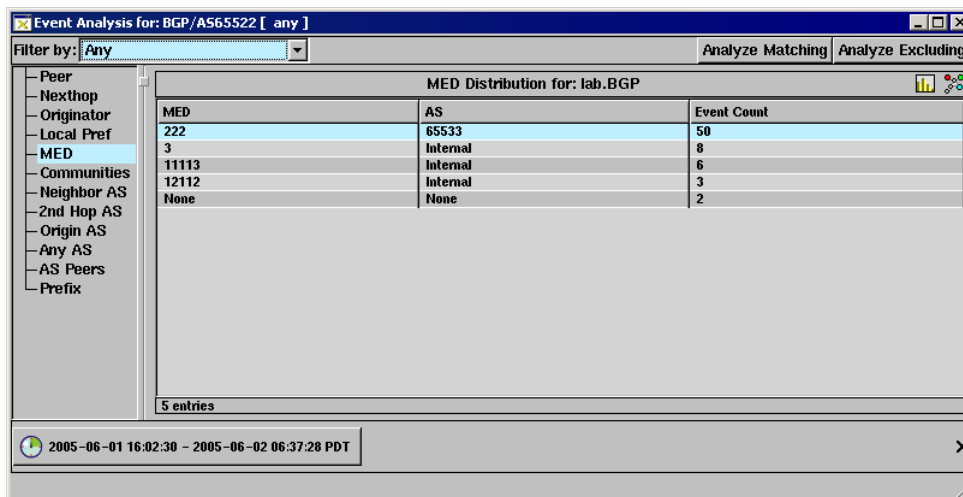 Event Analysis for: BGP/AS65522 [ any ]
Filter by: Any
Analyze Matching Analyze Excluding
Peer
Nexthop
Originator
Local Pref
MED
Communities
Neighbor AS
2nd Hop AS
Origin AS
Any AS
AS Peers
Prefix
MED Distribution for: lab.BGP
MED AS Event Count
222 65533 50
3 Internal 8
11113 Internal 6
12112 Internal 3
None None 2
5 entries
2005-06-01 16:02:30 - 2005-06-02 06:37:28 PDT